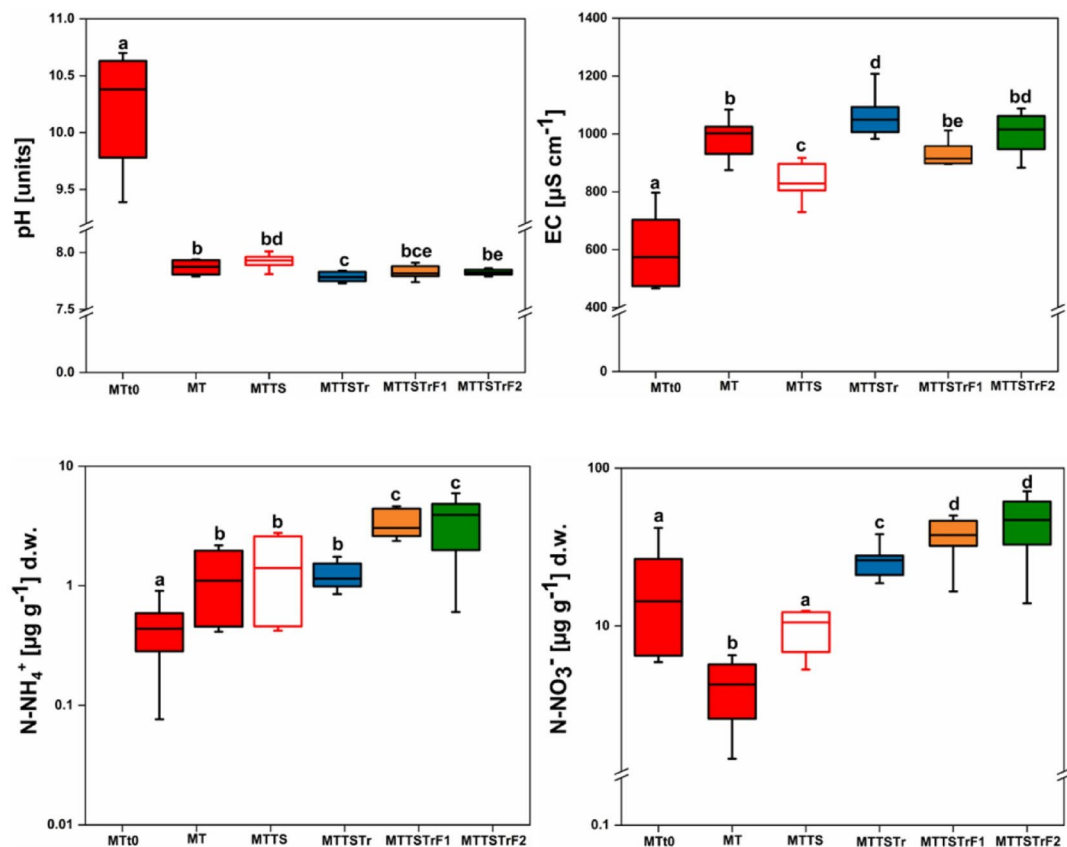 pH [units]
11.0
10.5
10.0
9.5
8.0
7.5
0.0
a
b
bd
c
bce
be
MTt0 MT MTTS MTTSTr MTTSTrF1 MTTSTrF2
EC [µS cm⁻¹]
1400
1200
1000
800
600
400
0
a
b
c
d
be
bd
MTt0 MT MTTS MTTSTr MTTSTrF1 MTTSTrF2
N-NH₄⁺ [µg g⁻¹] d.w.
10
1
0.1
0.01
a
b
b
b
c
c
MTt0 MT MTTS MTTSTr MTTSTrF1 MTTSTrF2
N-NO₃⁻ [µg g⁻¹] d.w.
100
10
0.1
a
b
a
c
d
d
MTt0 MT MTTS MTTSTr MTTSTrF1 MTTSTrF2